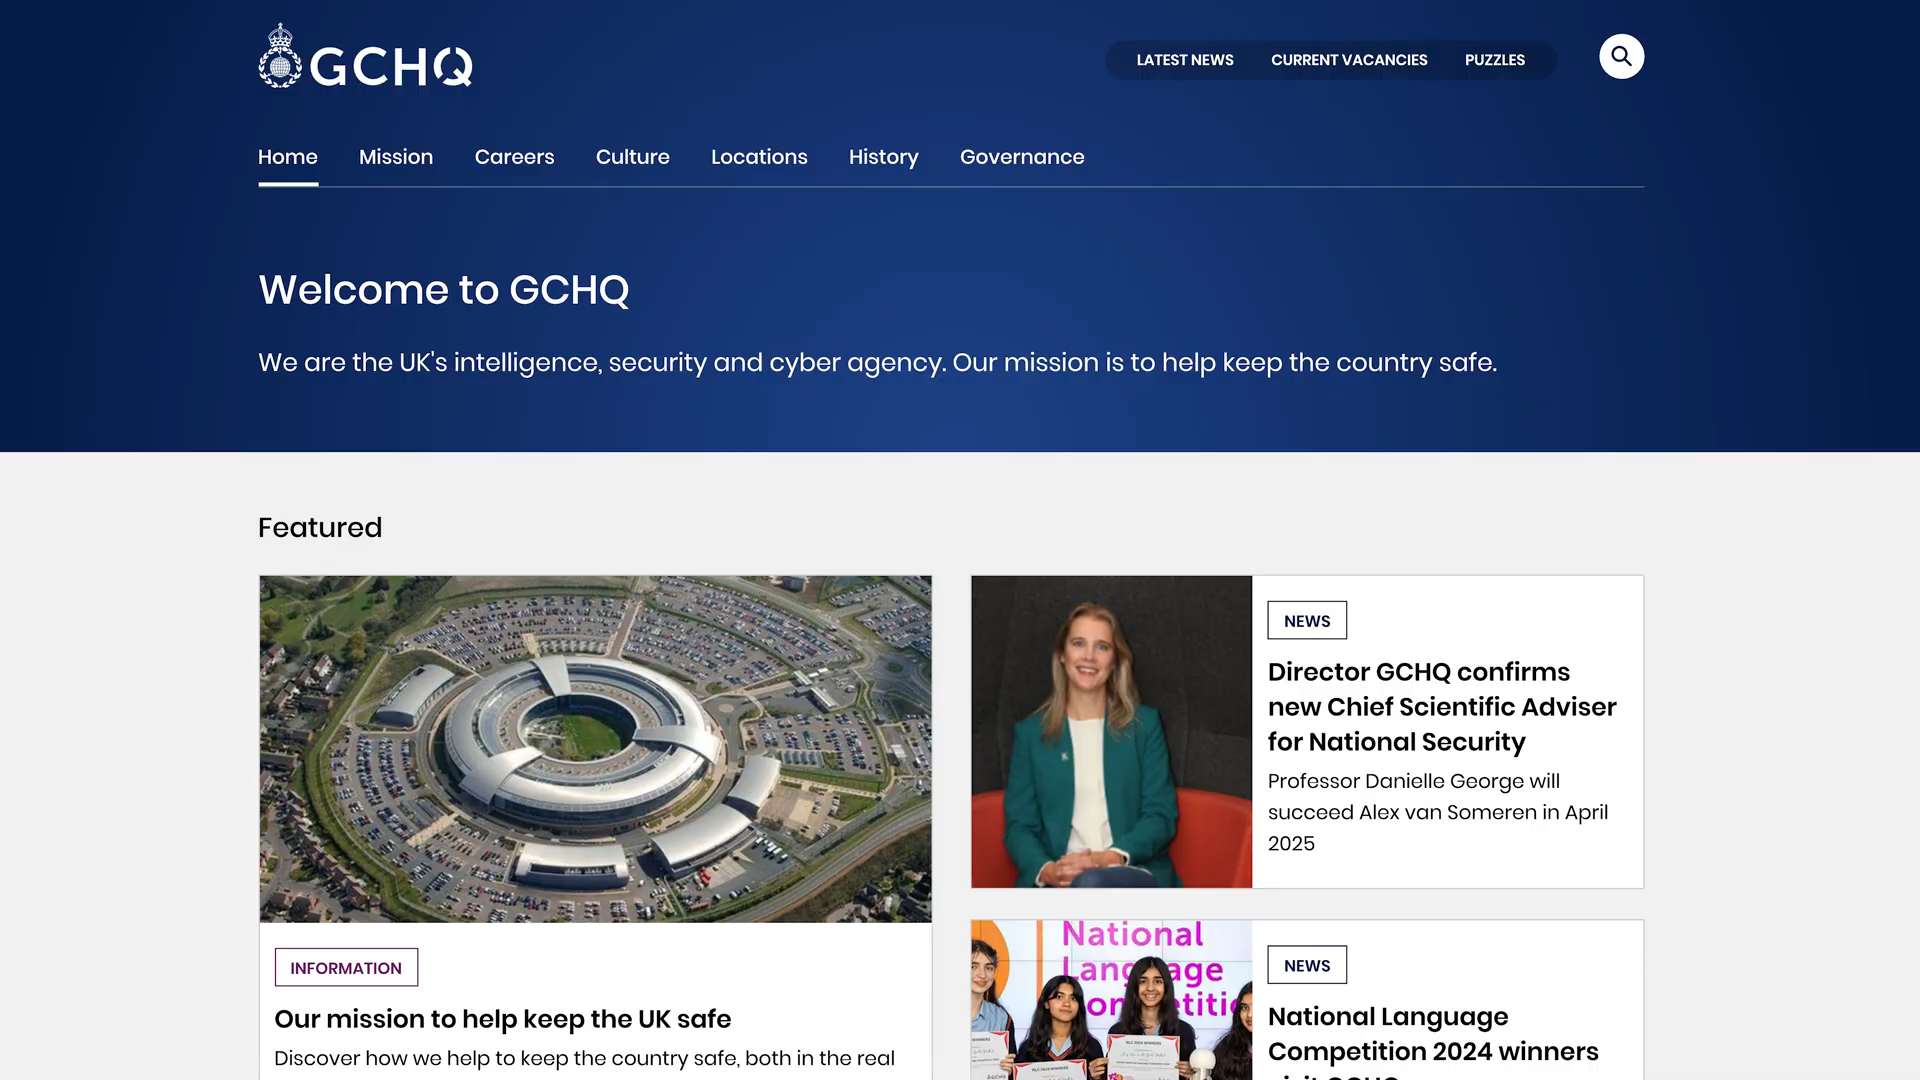 GCHQ
LATEST NEWS
CURRENT VACANCIES
PUZZLES
Home
Mission
Careers
Culture
Locations
History
Governance
Welcome to GCHQ
We are the UK's intelligence, security and cyber agency. Our mission is to help keep the country safe.
Featured
INFORMATION
Our mission to help keep the UK safe
Discover how we help to keep the country safe, both in the real
NEWS
Director GCHQ confirms
new Chief Scientific Adviser
for National Security
Professor Danielle George will
succeed Alex van Someren in April
2025
National
NEWS
National Language
Competition 2024 winners